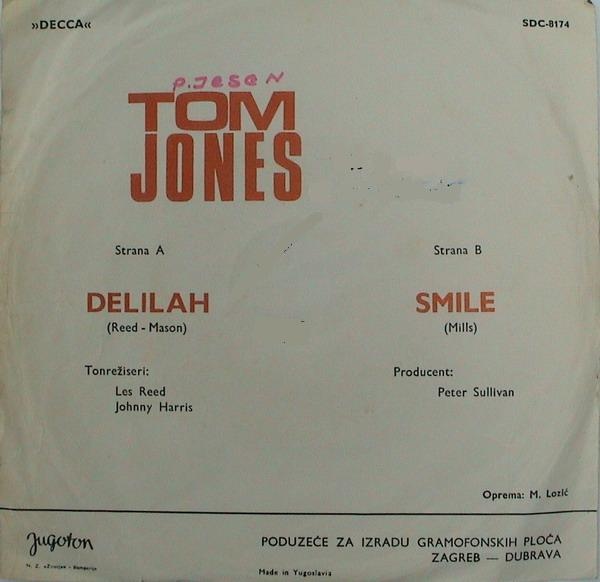 »DECCA«
SDC-8174
PJESEN
TOM
JONES
Strana A
Strana B
DELILAH
SMILE
(Reed - Mason)
(Mills)
Tonrežiseri:
Producent:
Les Reed
Peter Sullivan
Johnny Harris
Oprema: M. Lozić
Jugoton
PODUZEĆE ZA IZRADU GRAMOFONSKIH PLOČA
ZAGREB — DUBRAVA
N. Z.
Made in Yugoslavia